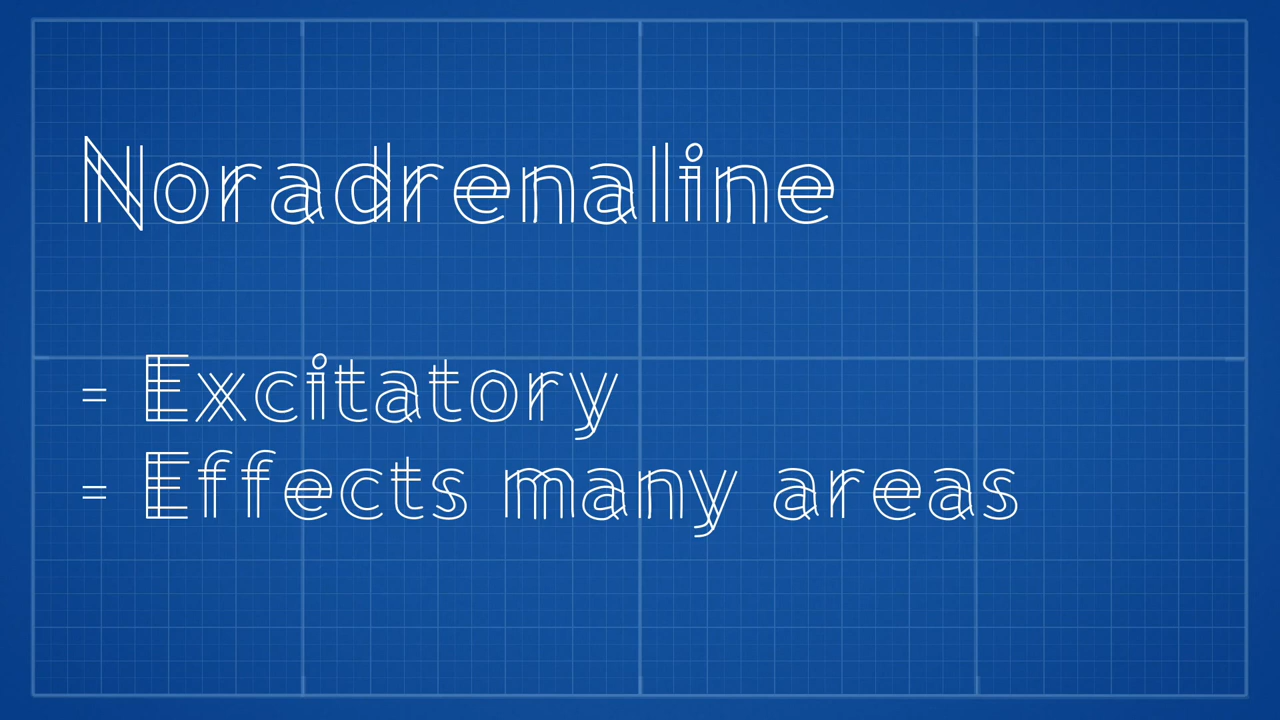 Noradrenaline
= Excitatory
= Effects many areas